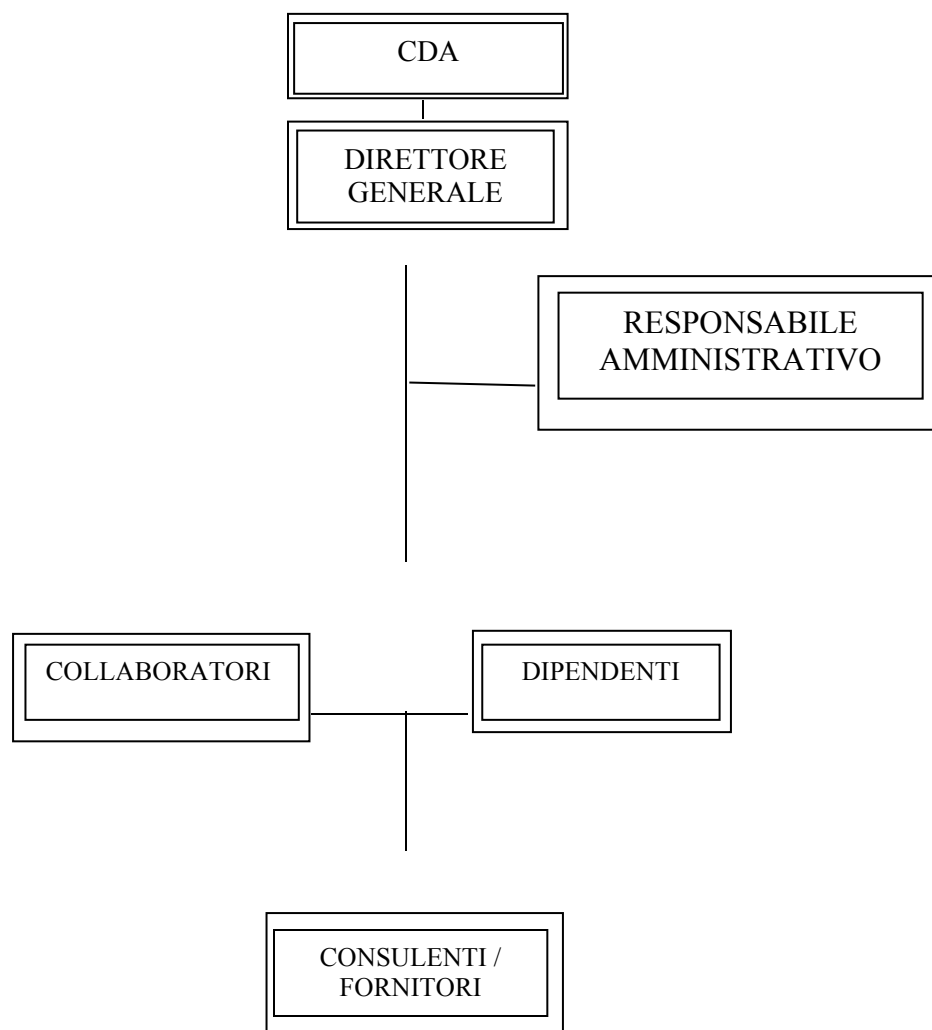 CDA
DIRETTORE
GENERALE
RESPONSABILE
AMMINISTRATIVO
COLLABORATORI
DIPENDENTI
CONSULENTI /
FORNITORI